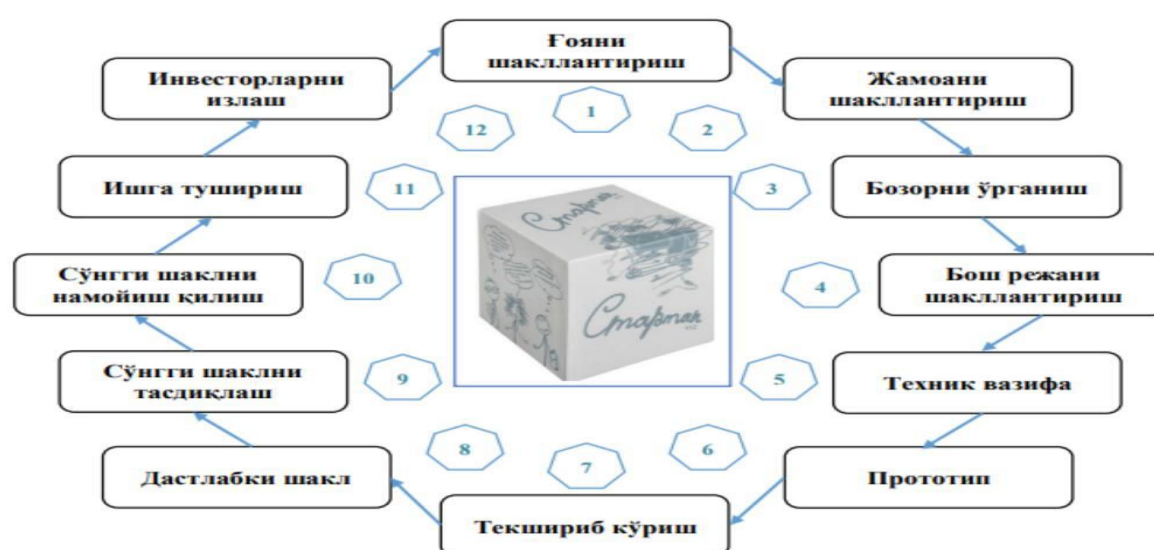 Ғояни
шакллантириш
Жамоани
шакллантириш
Бозорни ўрганиш
Бош режани
шакллантириш
Техник вазифа
Прототип
Текшириб кўриш
Дастлабки шакл
Сўнгги шаклни
тасдиқлаш
Сўнгги шаклни
намойиш қилиш
Ишга тушириш
Инвесторларни
излаш
1
2
3
4
5
6
7
8
9
10
11
12
Стартап
Стартап